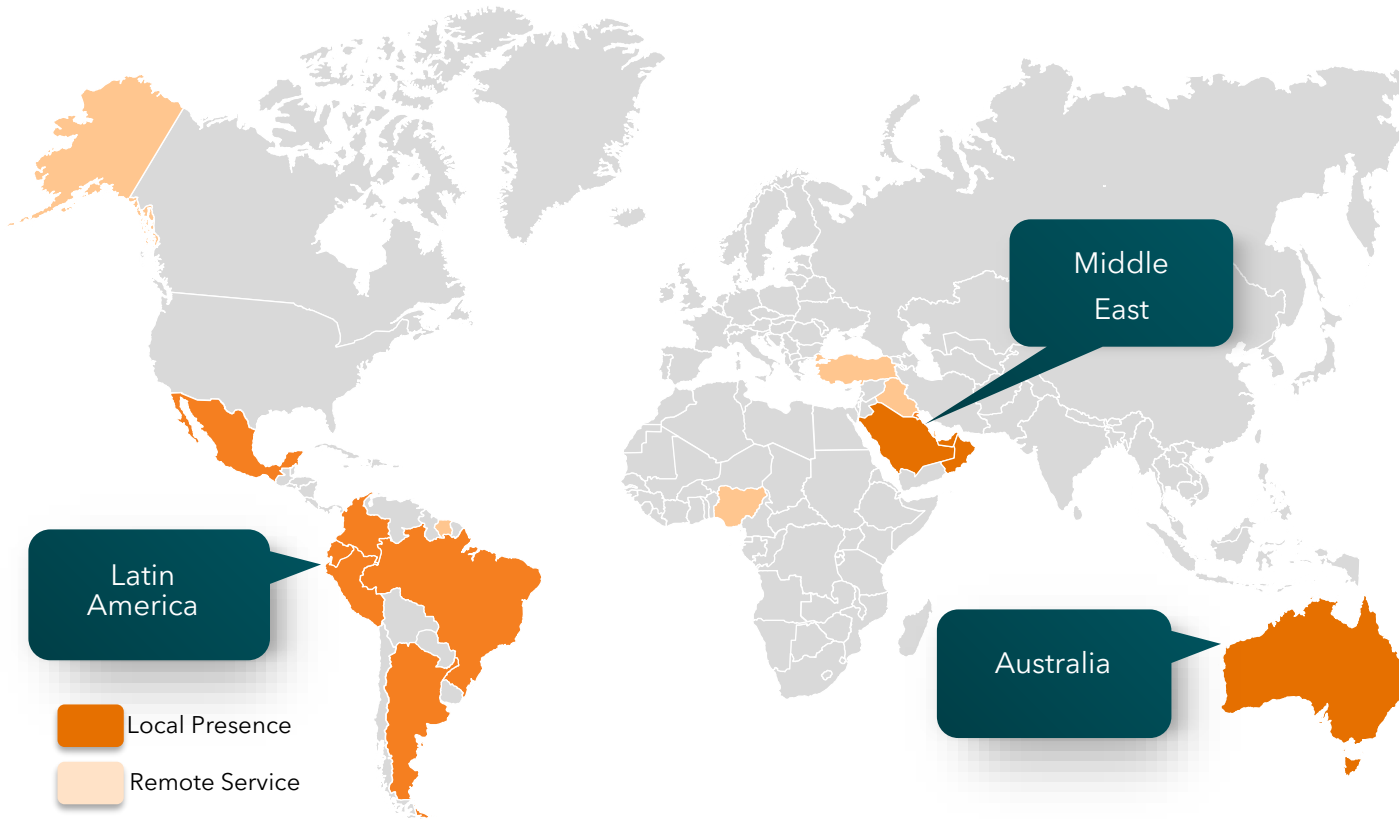 Middle
East
Latin
America
Australia
Local Presence
Remote Service